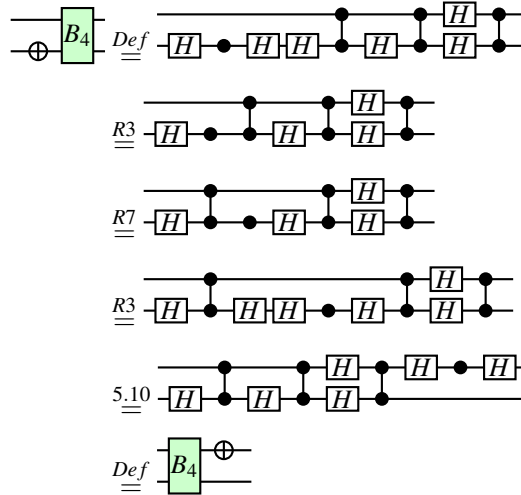 H
B₄ Def = H H H H H
H
R3 = H H H
H
R7 = H H H
H
R3 = H H H H H
H H H
5.10 = H H H
Def = B₄